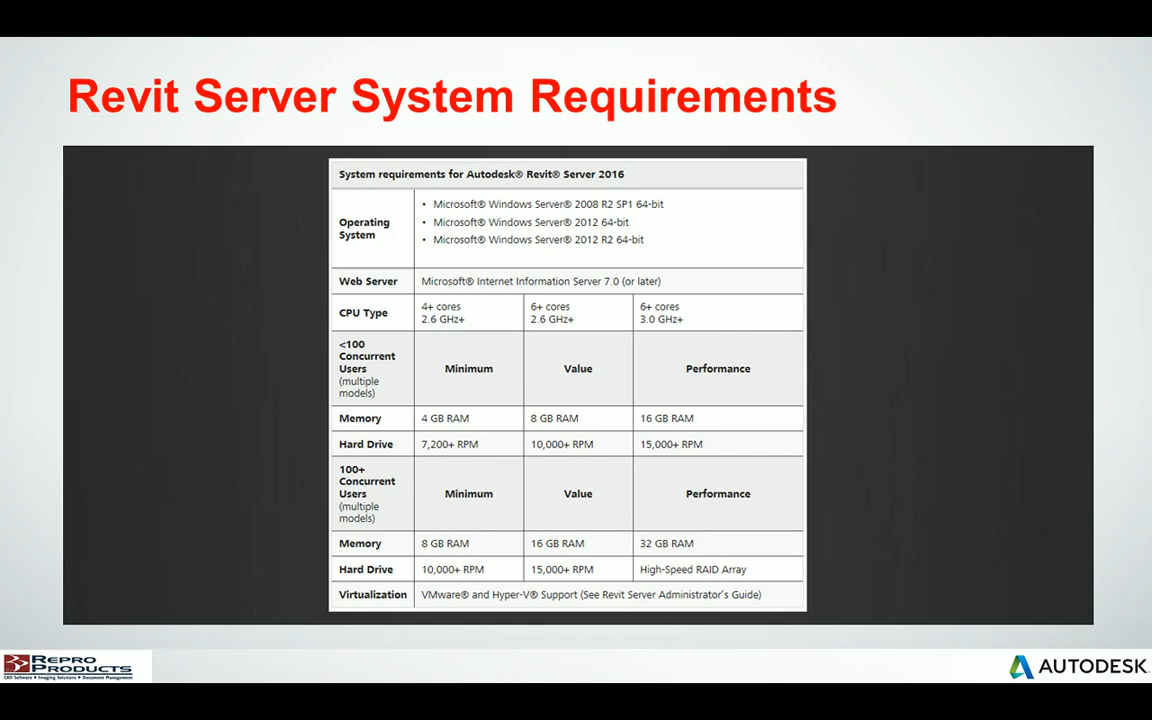 Revit Server System Requirements
System requirements for Autodesk® Revit® Server 2016
Operating
System
• Microsoft® Windows Server® 2008 R2 SP1 64-bit
• Microsoft® Windows Server® 2012 64-bit
• Microsoft® Windows Server® 2012 R2 64-bit
Web Server Microsoft® Internet Information Server 7.0 (or later)
CPU Type
4+ cores
2.6 GHz+
6+ cores
2.6 GHz+
6+ cores
3.0 GHz+
<100
Concurrent
Users
(multiple
models)
Minimum Value Performance
Memory 4 GB RAM 8 GB RAM 16 GB RAM
Hard Drive 7,200+ RPM 10,000+ RPM 15,000+ RPM
100+
Concurrent
Users
(multiple
models)
Minimum Value Performance
Memory 8 GB RAM 16 GB RAM 32 GB RAM
Hard Drive 10,000+ RPM 15,000+ RPM High-Speed RAID Array
Virtualization VMware® and Hyper-V® Support (See Revit Server Administrator's Guide)
REPRO
PRODUCTS
CAD Software • Imaging Solutions • Document Management
AUTODESK.